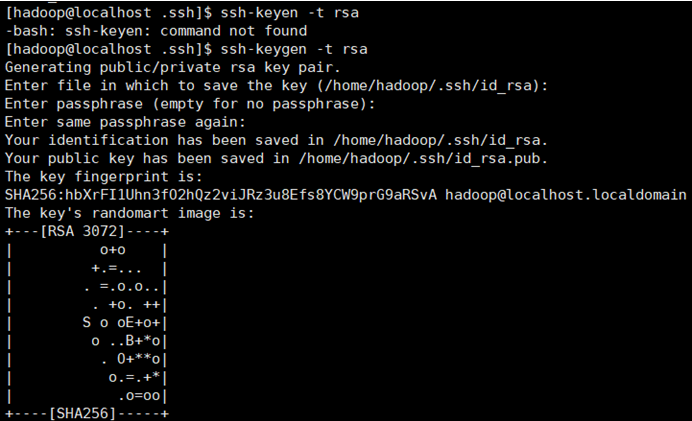 [hadoop@localhost .ssh]$ ssh-keyen -t rsa
-bash: ssh-keyen: command not found
[hadoop@localhost .ssh]$ ssh-keygen -t rsa
Generating public/private rsa key pair.
Enter file in which to save the key (/home/hadoop/.ssh/id_rsa):
Enter passphrase (empty for no passphrase):
Enter same passphrase again:
Your identification has been saved in /home/hadoop/.ssh/id_rsa.
Your public key has been saved in /home/hadoop/.ssh/id_rsa.pub.
The key fingerprint is:
SHA256:hbXrFI1Uhn3fO2hQz2viJRz3u8Efs8YCW9prG9aRSvA hadoop@localhost.localdomain
The key's randomart image is:
+---[RSA 3072]----+
|          o+o    |
|         +.=...  |
|        . =.o.o..|
|         . +o. ++|
|        S o oE+o+|
|         o ..B+*o|
|          . O+**o|
|           o.=.+*|
|            .o=oo|
+----[SHA256]-----+